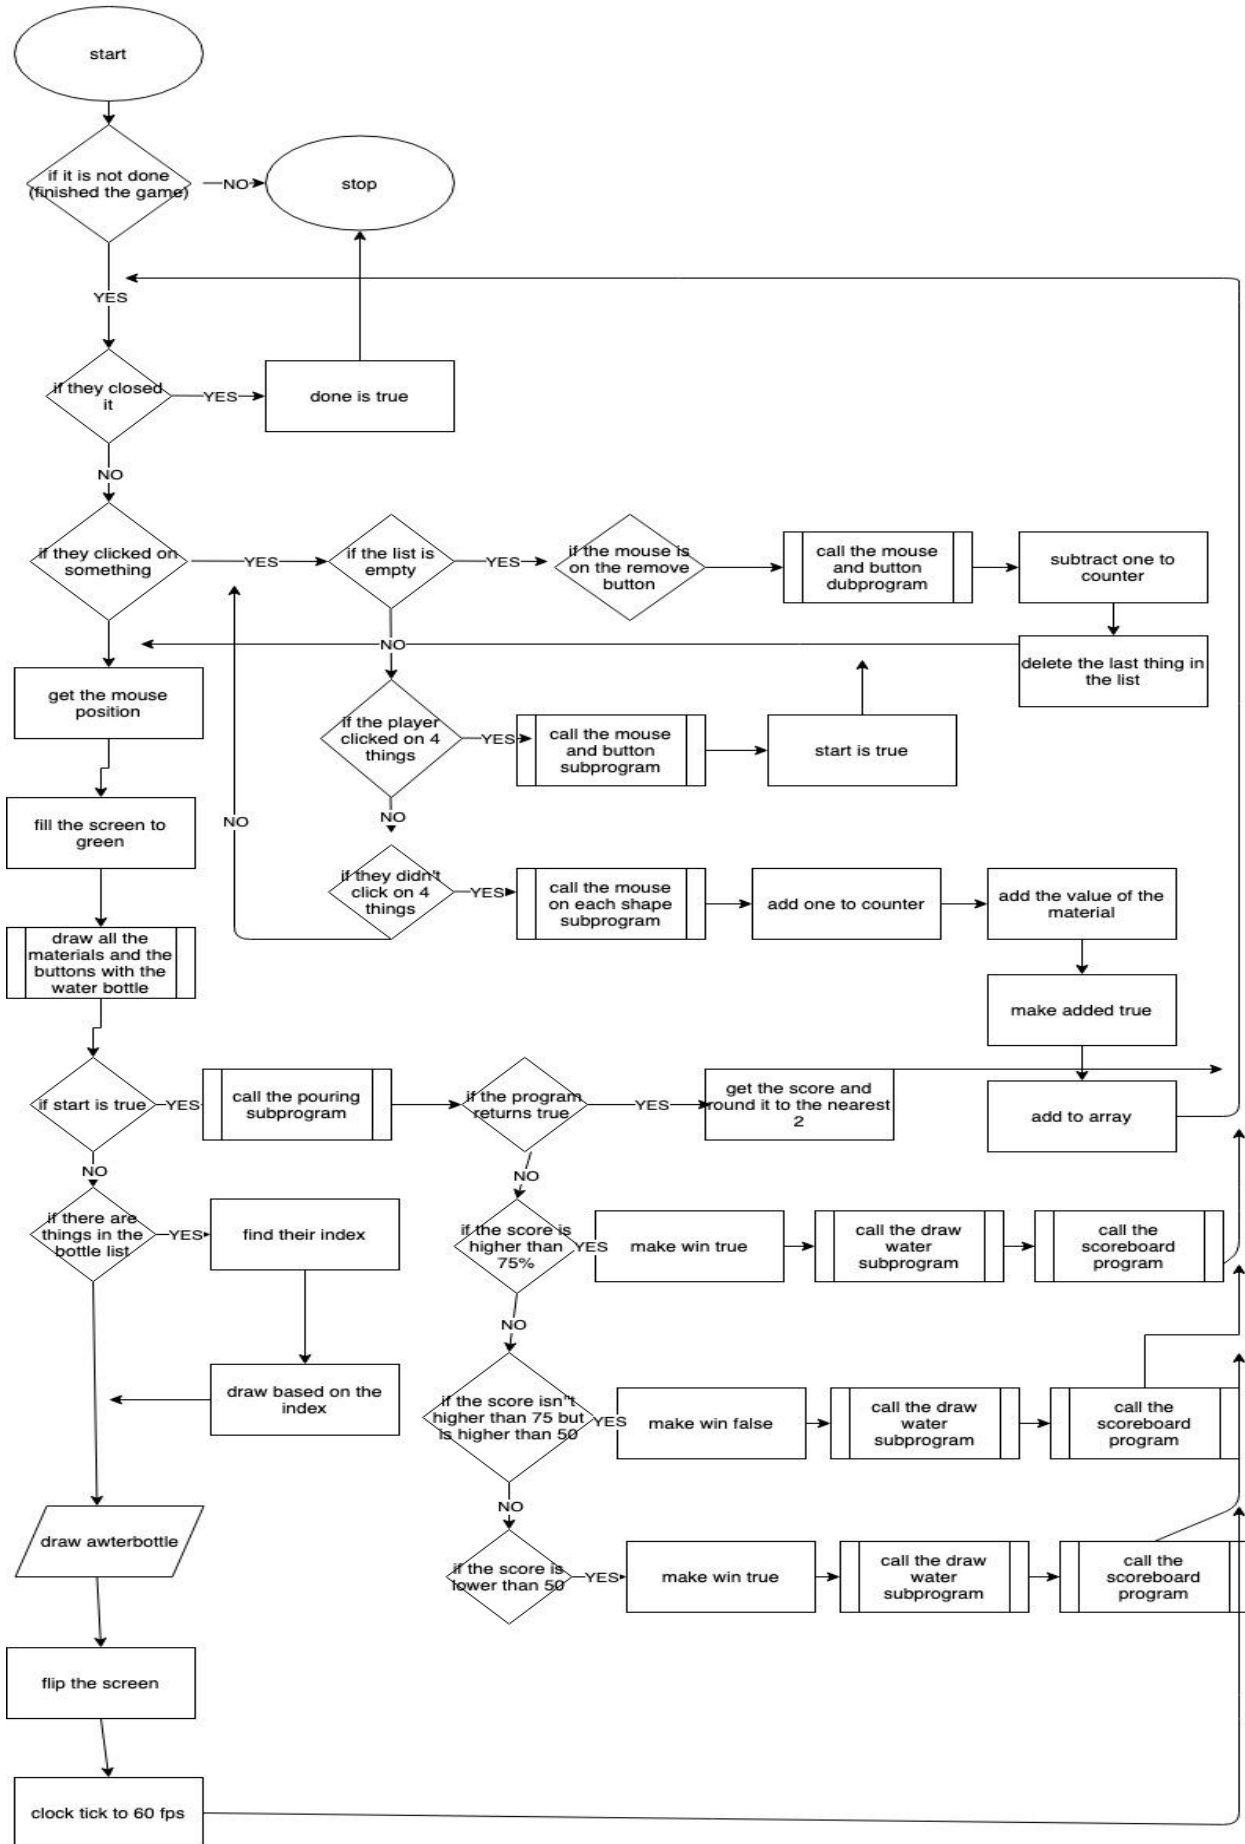 start
if it is not done
(finished the game)
NO
stop
YES
if they closed
it
YES
done is true
NO
if they clicked on
something
YES
if the list is
empty
YES
if the mouse is
on the remove
button
call the mouse
and button
dubprogram
subtract one to
counter
NO
delete the last thing in
the list
get the mouse
position
if the player
clicked on 4
things
YES
call the mouse
and button
subprogram
start is true
NO
fill the screen to
green
NO
if they didn't
click on 4
things
YES
call the mouse
on each shape
subprogram
add one to counter
add the value of the
material
draw all the
materials and the
buttons with the
water bottle
make added true
if start is true
YES
call the pouring
subprogram
if the program
returns true
YES
get the score and
round it to the nearest
2
add to array
NO
NO
if there are
things in the
bottle list
YES
find their index
if the score is
higher than
75%
YES
make win true
call the draw
water
subprogram
call the
scoreboard
program
NO
draw based on the
index
if the score isn"t
higher than 75 but
is higher than 50
YES
make win false
call the draw
water
subprogram
call the
scoreboard
program
NO
draw awterbottle
if the score is
lower than 50
YES
make win true
call the draw
water
subprogram
call the
scoreboard
program
flip the screen
clock tick to 60 fps